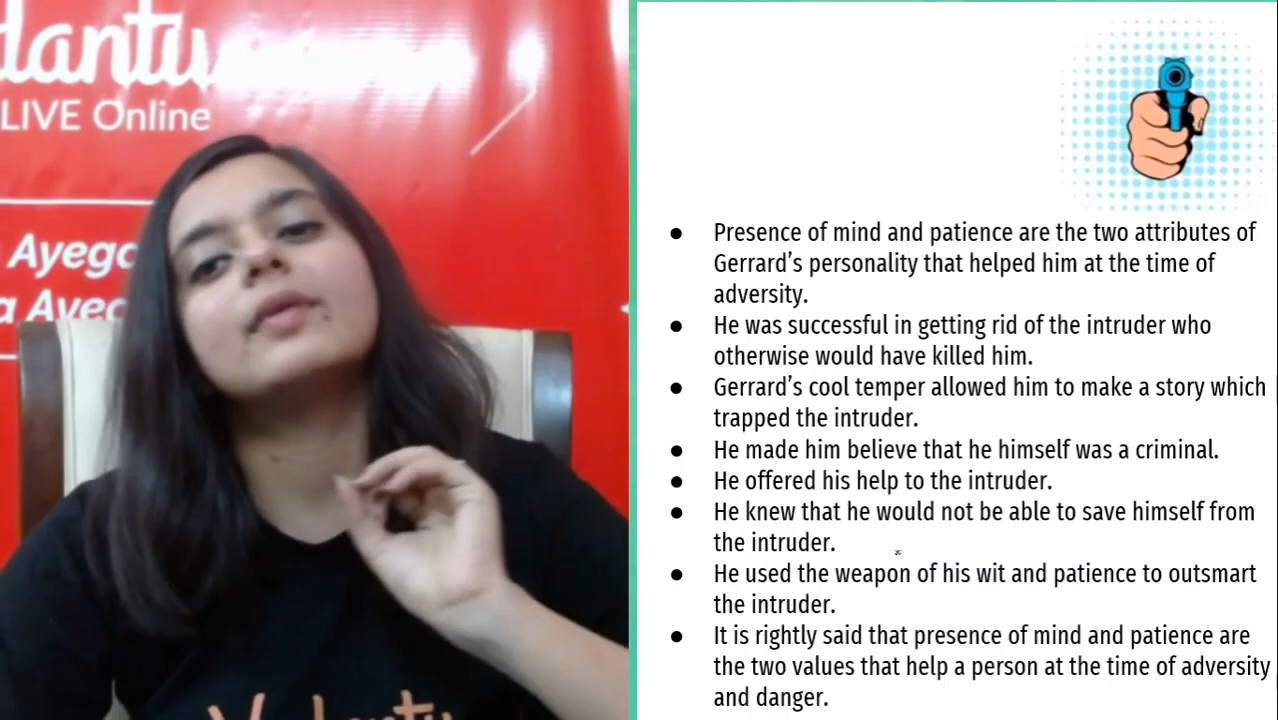 dantu
LIVE Online
Ayega
a Ayega
Vedantu
● Presence of mind and patience are the two attributes of
Gerrard’s personality that helped him at the time of
adversity.
● He was successful in getting rid of the intruder who
otherwise would have killed him.
● Gerrard’s cool temper allowed him to make a story which
trapped the intruder.
● He made him believe that he himself was a criminal.
● He offered his help to the intruder.
● He knew that he would not be able to save himself from
the intruder.
● He used the weapon of his wit and patience to outsmart
the intruder.
● It is rightly said that presence of mind and patience are
the two values that help a person at the time of adversity
and danger.